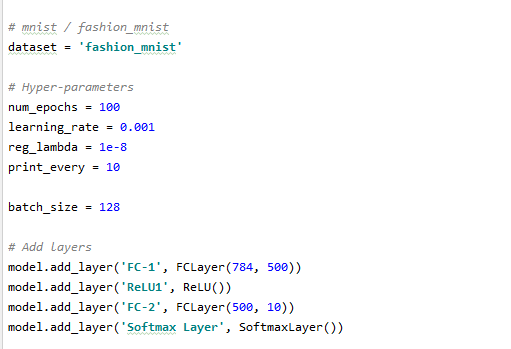 # mnist / fashion_mnist
dataset = 'fashion_mnist'
# Hyper-parameters
num_epochs = 100
learning_rate = 0.001
reg_lambda = 1e-8
print_every = 10
batch_size = 128
# Add layers
model.add_layer('FC-1', FCLayer(784, 500))
model.add_layer('ReLU1', ReLU())
model.add_layer('FC-2', FCLayer(500, 10))
model.add_layer('Softmax Layer', SoftmaxLayer())